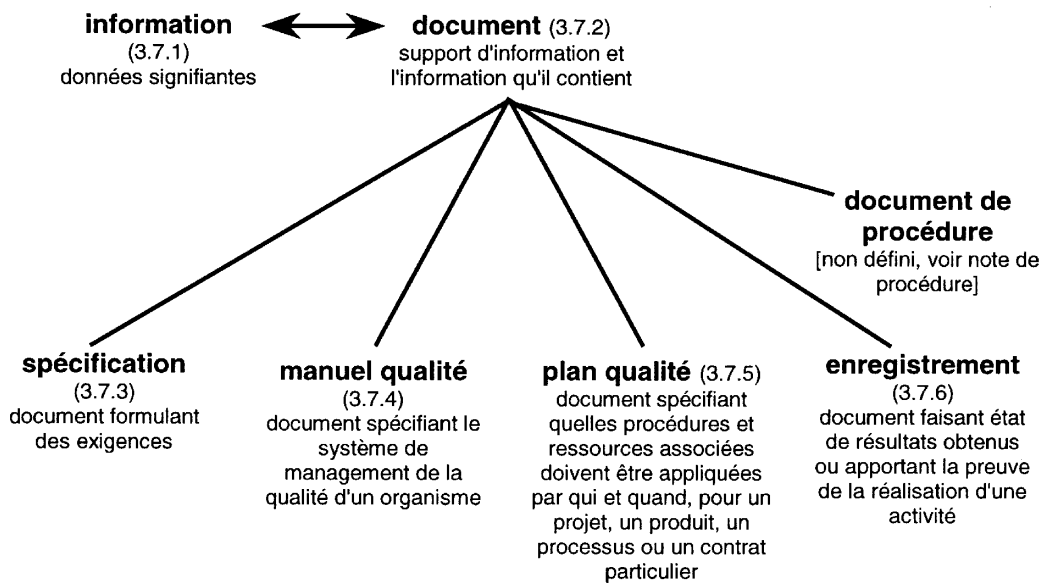 information
(3.7.1)
données signifiantes
document (3.7.2)
support d'information et
l'information qu'il contient
document de
procédure
[non défini, voir note de
procédure]
spécification
(3.7.3)
document formulant
des exigences
manuel qualité
(3.7.4)
document spécifiant le
système de
management de la
qualité d'un organisme
plan qualité (3.7.5)
document spécifiant
quelles procédures et
ressources associées
doivent être appliquées
par qui et quand, pour un
projet, un produit, un
processus ou un contrat
particulier
enregistrement
(3.7.6)
document faisant état
de résultats obtenus
ou apportant la preuve
de la réalisation d'une
activité